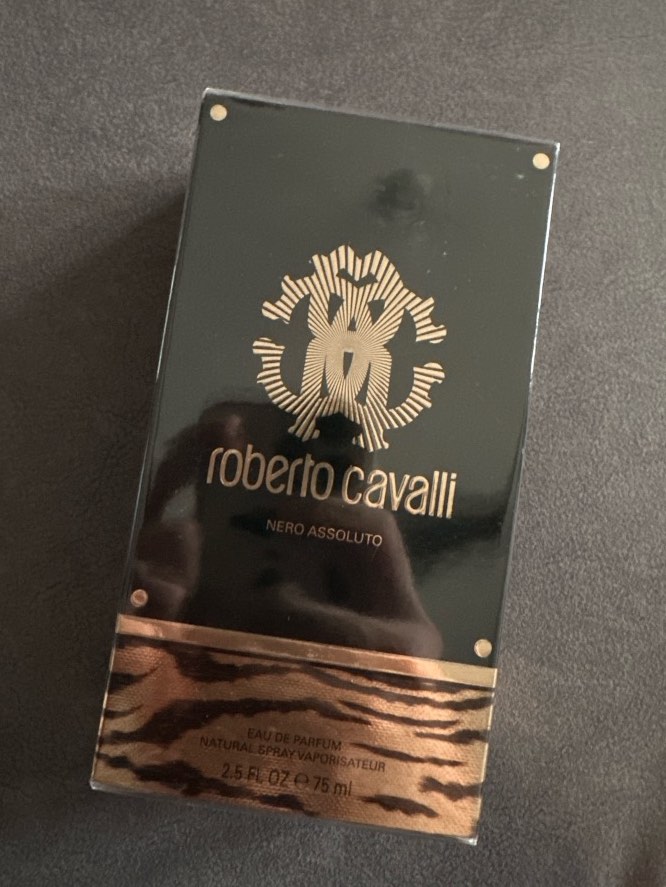 roberto cavalli
NERO ASSOLUTO
EAU DE PARFUM
NATURAL SPRAY VAPORISATEUR
2.5 FL OZ ℮ 75 ml